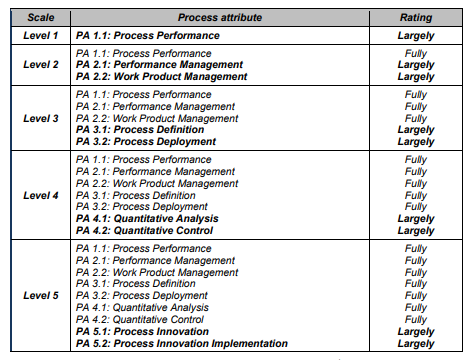 Scale Process attribute Rating
Level 1 PA 1.1: Process Performance Largely
PA 1.1: Process Performance Fully
Level 2 PA 2.1: Performance Management Largely
PA 2.2: Work Product Management Largely
PA 1.1: Process Performance Fully
PA 2.1: Performance Management Fully
Level 3 PA 2.2: Work Product Management Fully
PA 3.1: Process Definition Largely
PA 3.2: Process Deployment Largely
PA 1.1: Process Performance Fully
PA 2.1: Performance Management Fully
PA 2.2: Work Product Management Fully
Level 4 PA 3.1: Process Definition Fully
PA 3.2: Process Deployment Fully
PA 4.1: Quantitative Analysis Largely
PA 4.2: Quantitative Control Largely
PA 1.1: Process Performance Fully
PA 2.1: Performance Management Fully
PA 2.2: Work Product Management Fully
PA 3.1: Process Definition Fully
Level 5 PA 3.2: Process Deployment Fully
PA 4.1: Quantitative Analysis Fully
PA 4.2: Quantitative Control Fully
PA 5.1: Process Innovation Largely
PA 5.2: Process Innovation Implementation Largely